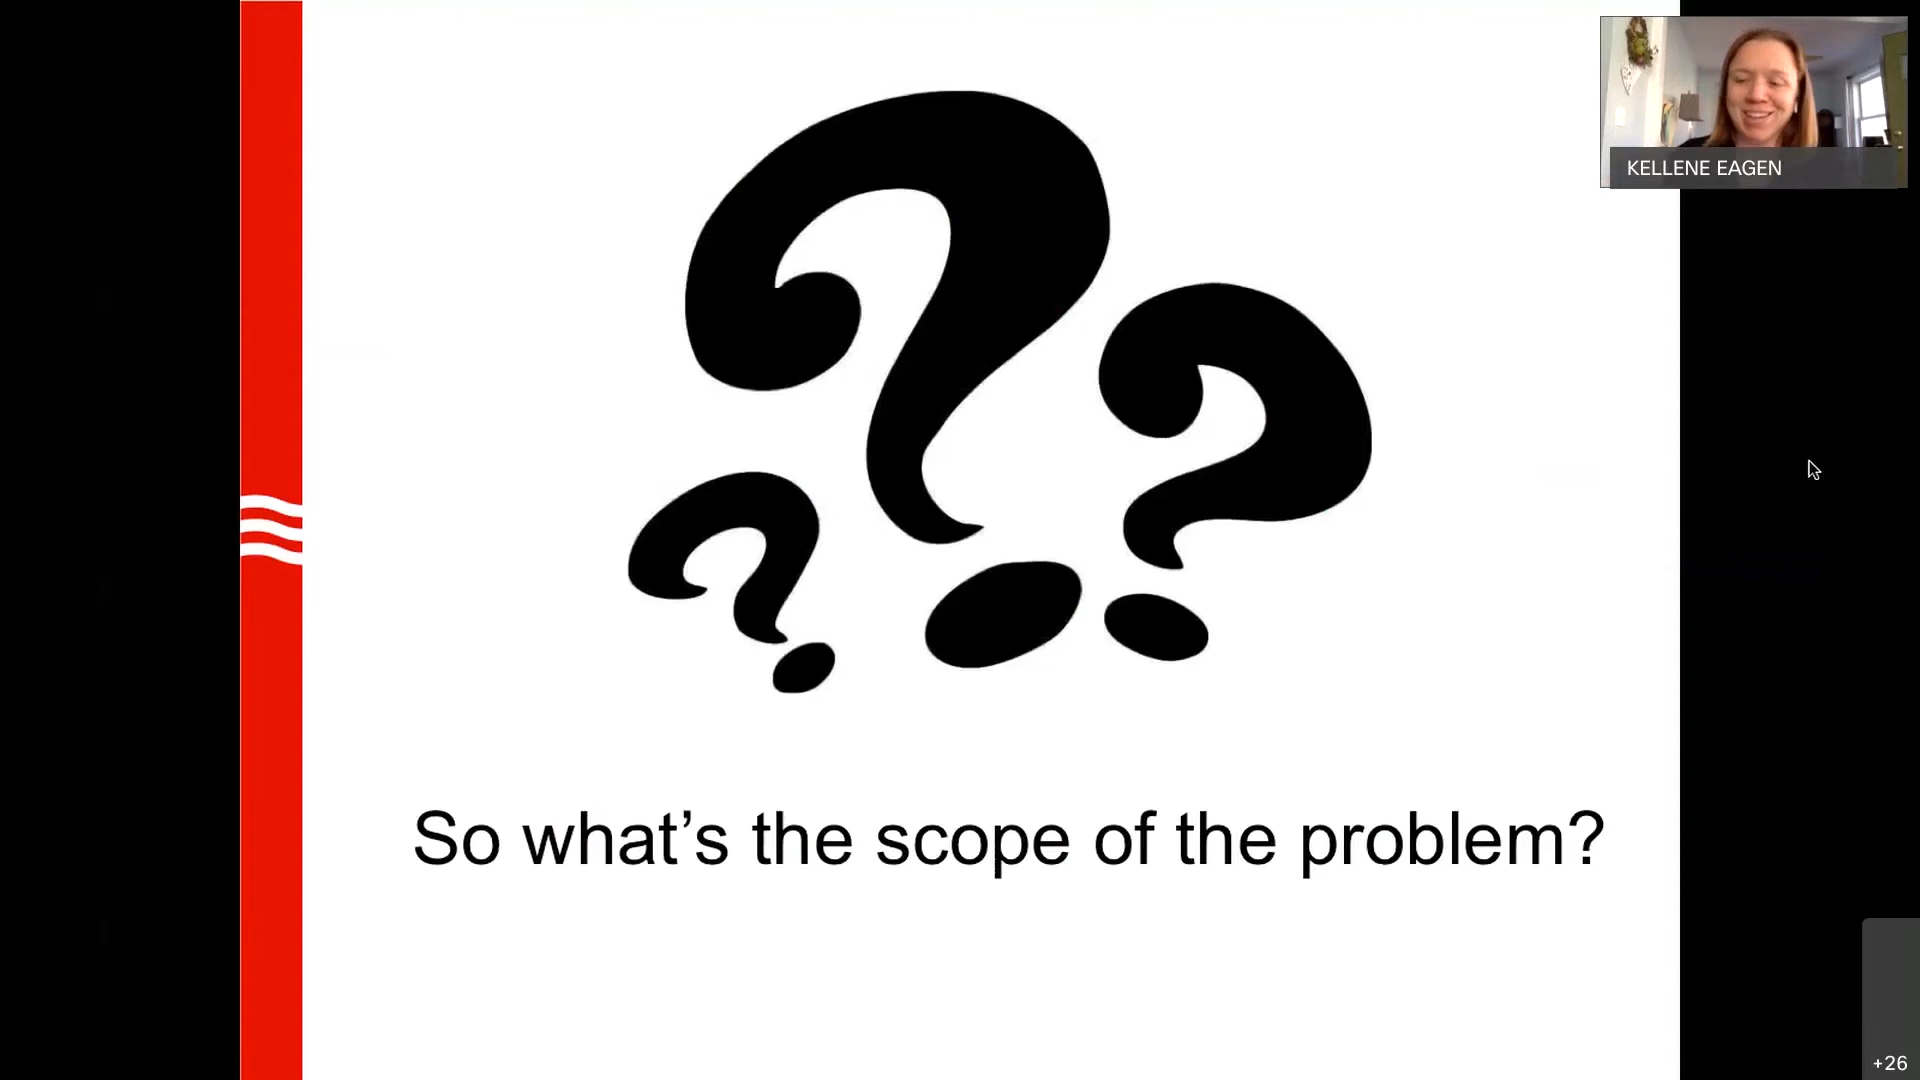 KELLENE EAGEN
So what’s the scope of the problem?
+26